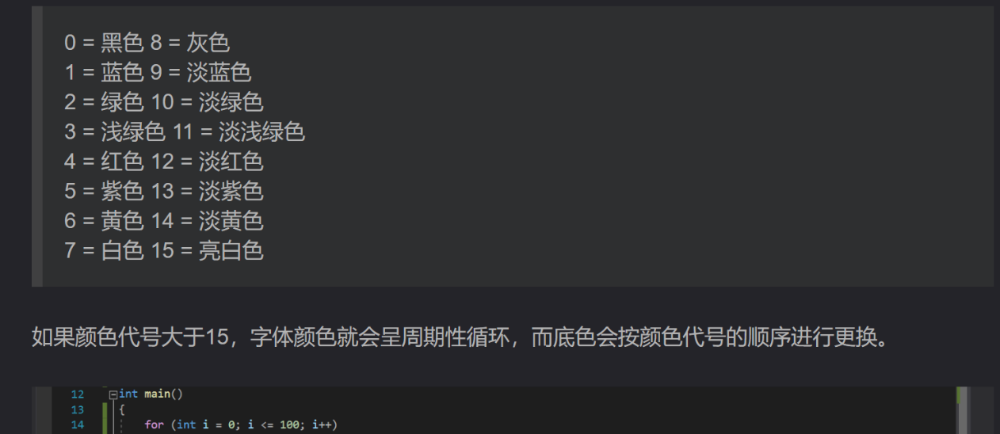 0 = 黑色 8 = 灰色
1 = 蓝色 9 = 淡蓝色
2 = 绿色 10 = 淡绿色
3 = 浅绿色 11 = 淡浅绿色
4 = 红色 12 = 淡红色
5 = 紫色 13 = 淡紫色
6 = 黄色 14 = 淡黄色
7 = 白色 15 = 亮白色
如果颜色代号大于15，字体颜色就会呈周期性循环，而底色会按颜色代号的顺序进行更换。
12 int main()
13 {
14 for (int i = 0; i <= 100; i++)